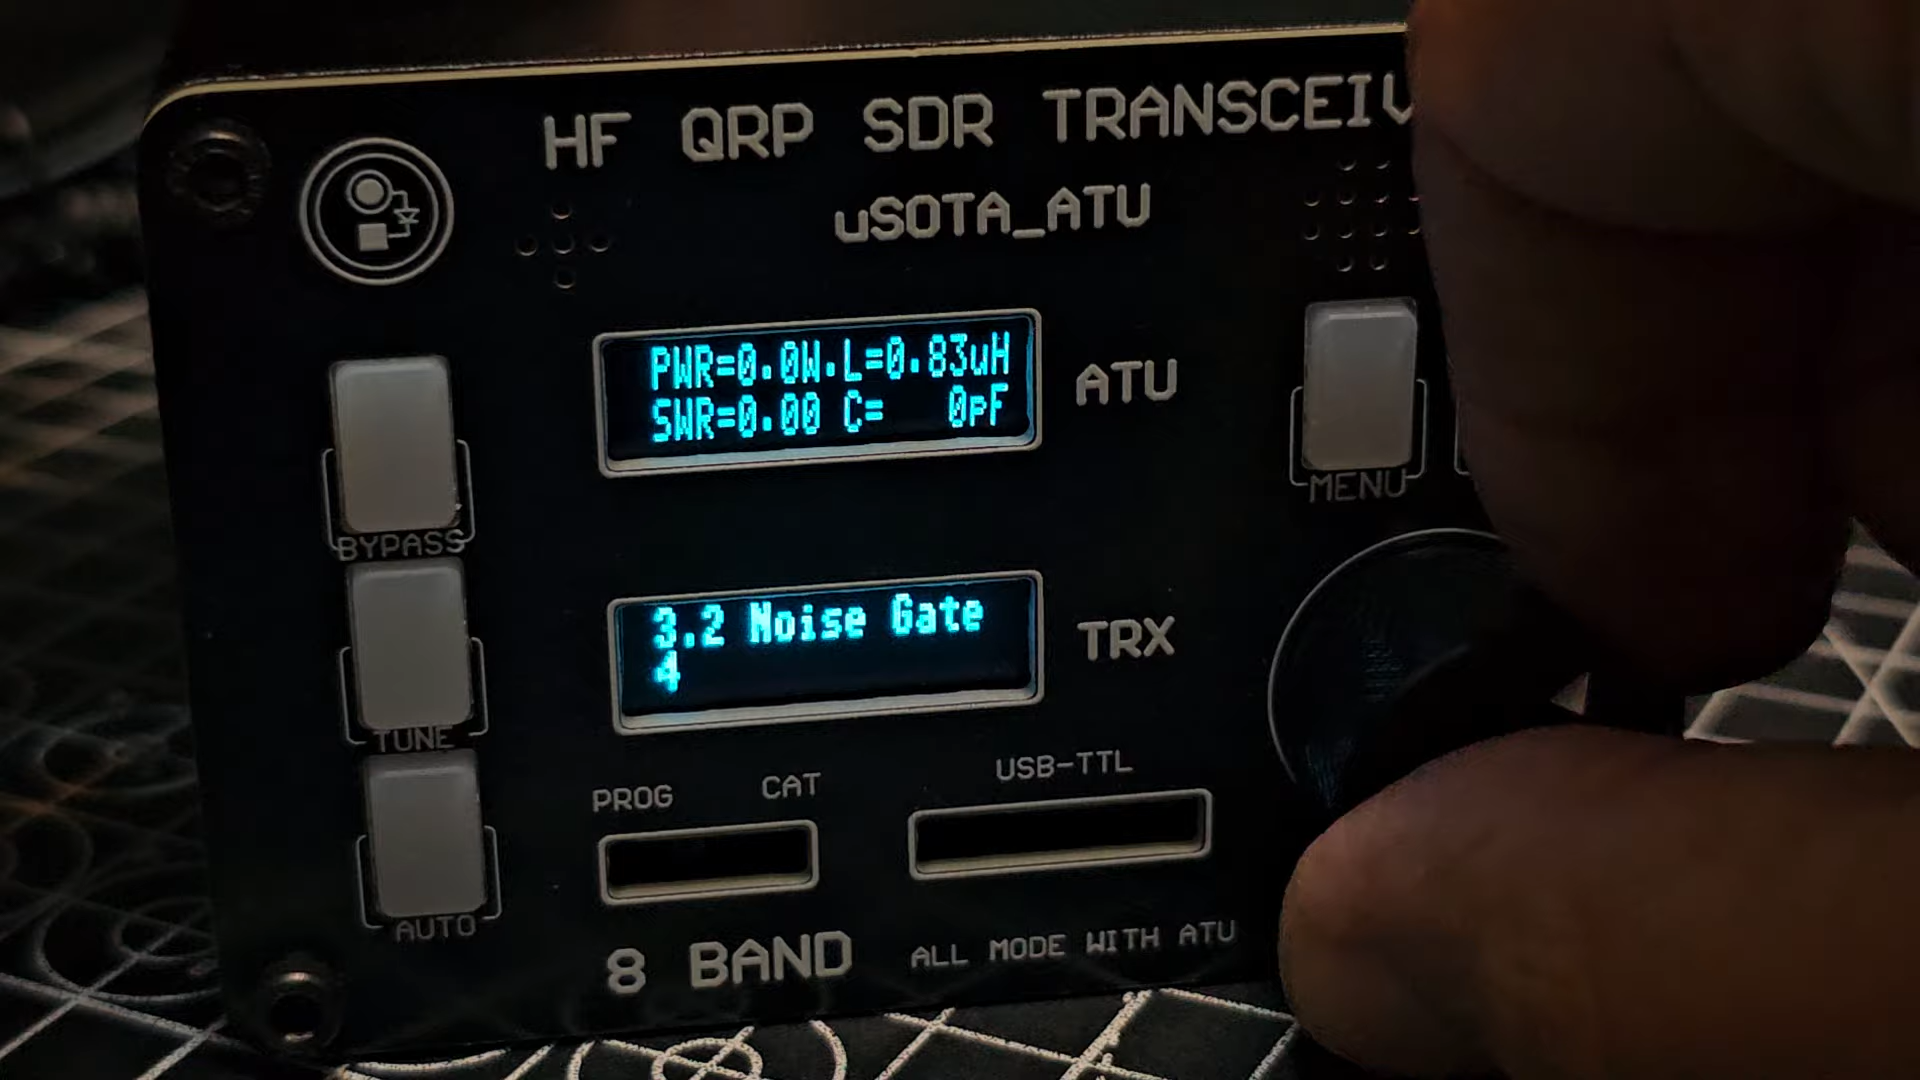 HF QRP SDR TRANSCEIV
uSOTA_ATU
PWR=0.0W.L=0.83uH
SWR=0.00 C= 0pF
ATU
MENU
BYPASS
3.2 Noise Gate
4
TRX
TUNE
USB-TTL
PROG CAT
AUTO
8 BAND
ALL MODE WITH ATU